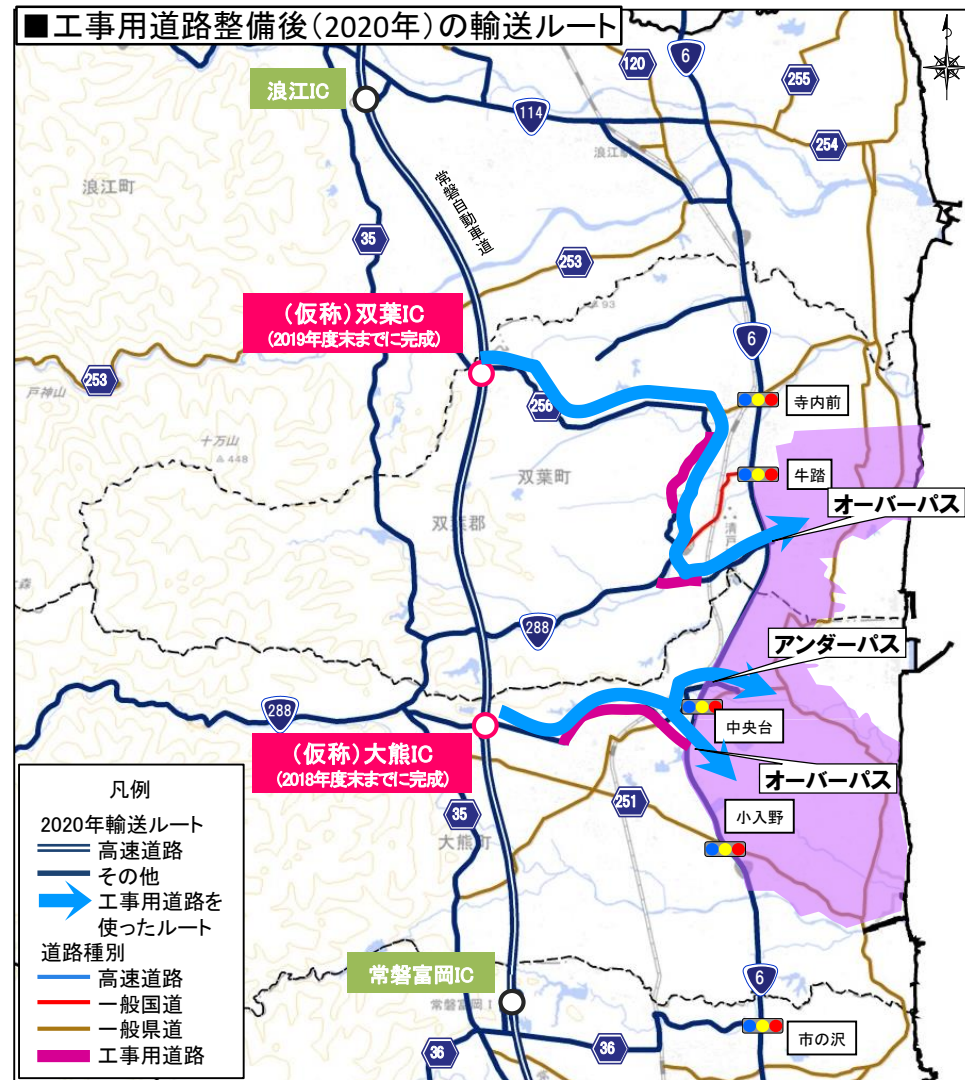 ■工事用道路整備後(2020年)の輸送ルート
6
120
255
浪江IC
114
254
浪江町
常磐自動車道
35
253
(仮称)双葉IC
(2019年度末までに完成)
93
6
253
戸神山
256
寺内前
十万山
448
双葉町
牛踏
オーバーパス
双葉郡
清戸
288
アンダーパス
288
中央台
(仮称)大熊IC
(2018年度末までに完成)
オーバーパス
251
小入野
35
大熊町
凡例
2020年輸送ルート
高速道路
その他
工事用道路を
使ったルート
道路種別
高速道路
一般国道
一般県道
工事用道路
常磐富岡IC
常磐富岡I
6
市の沢
36
36